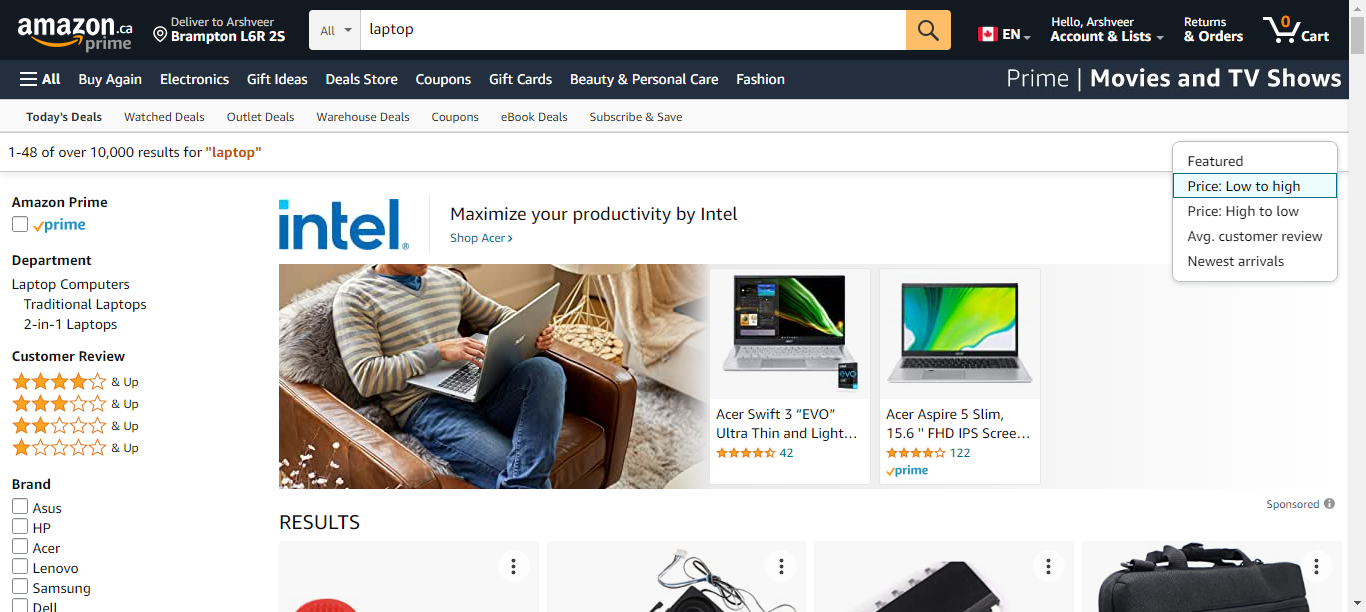 amazon.ca
prime
Deliver to Arshveer
Brampton L6R 2S
All
laptop
EN
Hello, Arshveer
Account & Lists
Returns
& Orders
0
Cart
All Buy Again Electronics Gift Ideas Deals Store Coupons Gift Cards Beauty & Personal Care Fashion
Prime | Movies and TV Shows
Today's Deals Watched Deals Outlet Deals Warehouse Deals Coupons eBook Deals Subscribe & Save
1-48 of over 10,000 results for "laptop"
Featured
Price: Low to high
Price: High to low
Avg. customer review
Newest arrivals
Amazon Prime
prime
Department
Laptop Computers
Traditional Laptops
2-in-1 Laptops
Customer Review
& Up
& Up
& Up
& Up
Brand
Asus
HP
Acer
Lenovo
Samsung
Dell
intel®
Maximize your productivity by Intel
Shop Acer ›
evo
Acer Swift 3 "EVO"
Ultra Thin and Light…
42
Acer Aspire 5 Slim,
15.6 " FHD IPS Scree…
122
prime
Sponsored
RESULTS